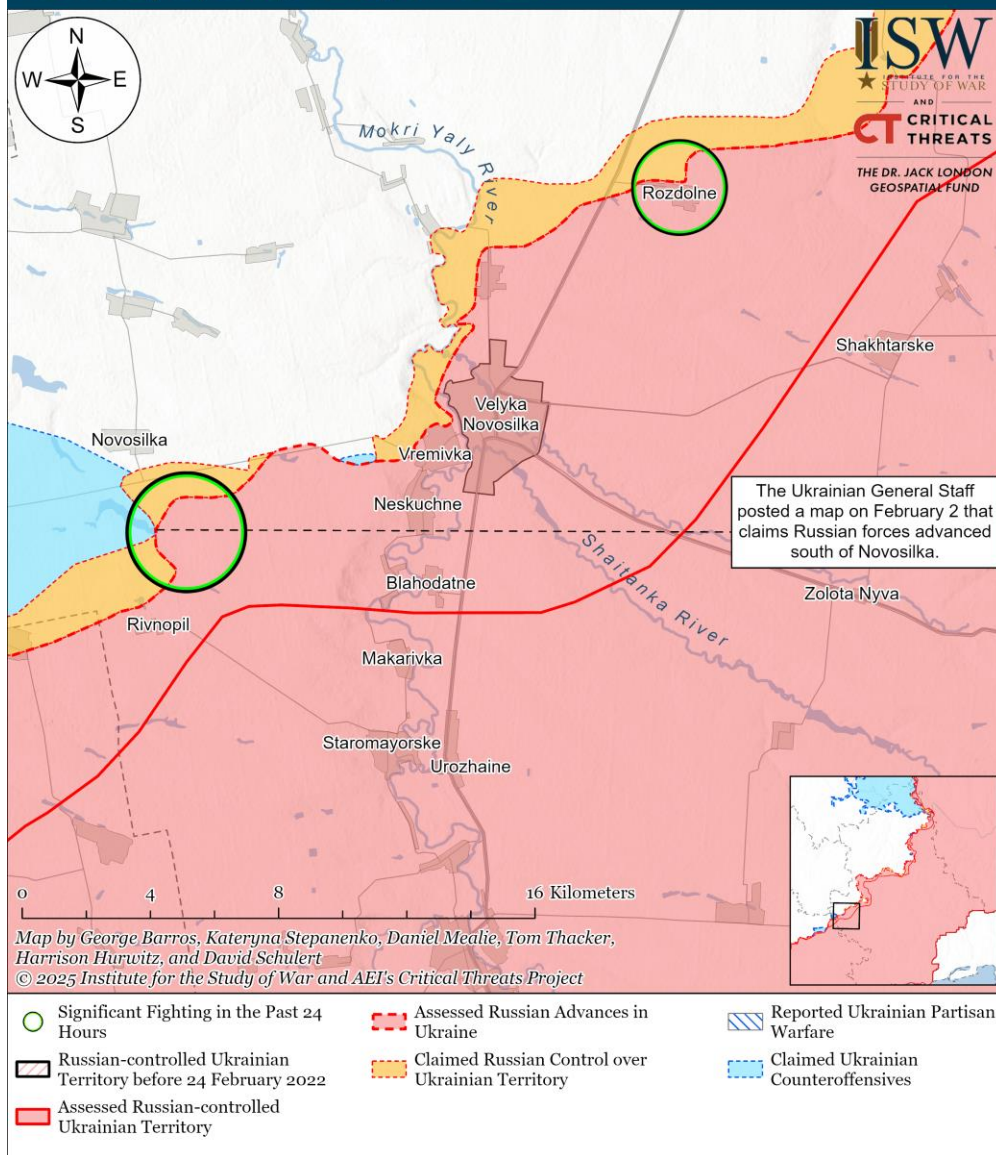 N
W E
S
ISW
INSTITUTE FOR THE
STUDY OF WAR
AND
CT CRITICAL
THREATS
THE DR. JACK LONDON
GEOSPATIAL FUND
Mokri Yaly River
Rozdolne
Shakhtarske
Velyka
Novosilka
Novosilka
Vremivka
Neskuchne
The Ukrainian General Staff
posted a map on February 2 that
claims Russian forces advanced
south of Novosilka.
Shaitanka River
Blahodatne
Zolota Nyva
Rivnopil
Makarivka
Staromayorske
Urozhaine
0 4 8 16 Kilometers
Map by George Barros, Kateryna Stepanenko, Daniel Mealie, Tom Thacker,
Harrison Hurwitz, and David Schulert
© 2025 Institute for the Study of War and AEI's Critical Threats Project
Significant Fighting in the Past 24
Hours
Russian-controlled Ukrainian
Territory before 24 February 2022
Assessed Russian-controlled
Ukrainian Territory
Assessed Russian Advances in
Ukraine
Claimed Russian Control over
Ukrainian Territory
Reported Ukrainian Partisan
Warfare
Claimed Ukrainian
Counteroffensives